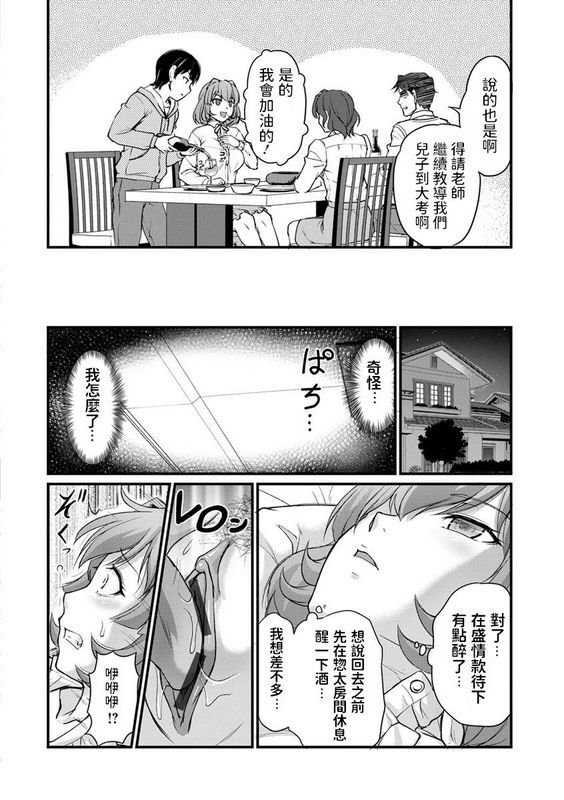 說的也是啊
得請老師
繼續教導我們
兒子到大考啊
是的
我會加油的!
奇怪…
ぱち…
我怎麼了…
對了…
在盛情款待下
有點醉了…
想說回去之前
先在惣太房間休息
醒一下酒…
我想差不多…
VEロン
ぞくっ…
咿咿咿!?